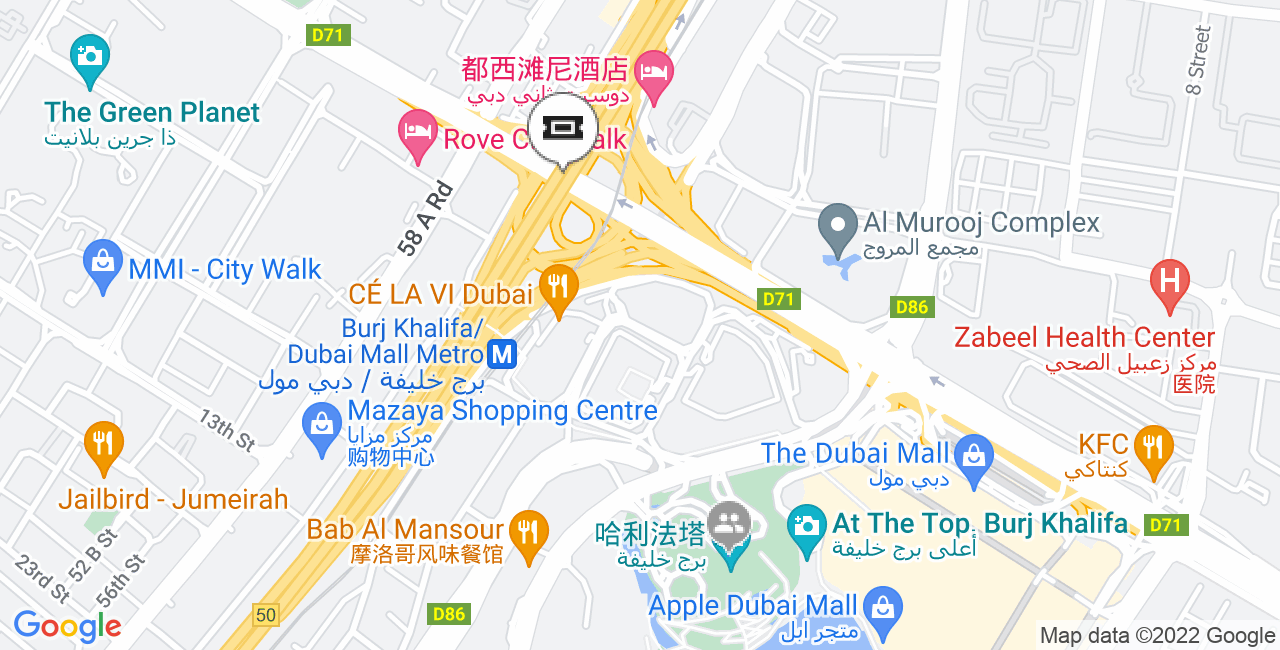 D71
8 Street
都西滩尼酒店
دبي
The Green Planet
ذا جرين بلانيت
Rove
58 A Rd
Al Murooj Complex
مجمع المروج
MMI - City Walk
CÉ LA VI Dubai
D71
D86
Burj Khalifa/
Dubai Mall Metro
M
برج خليفة / دبي مول
Zabeel Health Center
مركز زعبيل الصحي
医院
H
13th St
Mazaya Shopping Centre
مركز مزايا
购物中心
KFC
كنتاكي
The Dubai Mall
دبي مول
Jailbird - Jumeirah
Bab Al Mansour
摩洛哥风味餐馆
哈利法塔
برج خليفة
At The Top, Burj Khalifa
أعلى برج خليفة
D71
52 B St
23rd St
56th St
50
D86
Apple Dubai Mall
متجر ابل
Google
Map data ©2022 Google